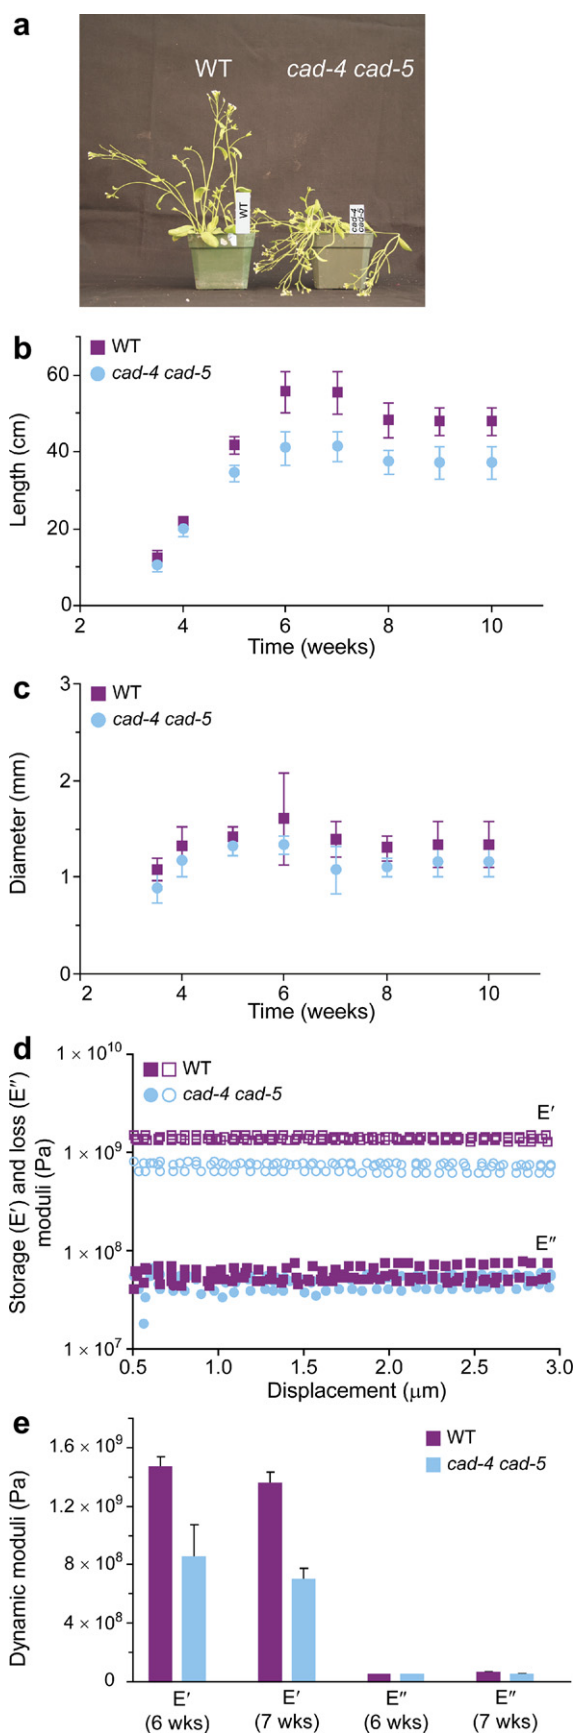 a
WT
cad-4 cad-5
WT
cad-4
cad-5
b
WT
cad-4 cad-5
60
40
20
0
Length (cm)
2
4
6
8
10
Time (weeks)
c
3
WT
cad-4 cad-5
2
1
0
Diameter (mm)
2
4
6
8
10
Time (weeks)
d
1 × 10¹⁰
WT
cad-4 cad-5
E′
1 × 10⁹
E″
1 × 10⁸
1 × 10⁷
Storage (E′) and loss (E″)
moduli (Pa)
0.5
1.0
1.5
2.0
2.5
3.0
Displacement (μm)
e
WT
cad-4 cad-5
1.6 × 10⁹
1.2 × 10⁹
8 × 10⁸
4 × 10⁸
0
Dynamic moduli (Pa)
E′
(6 wks)
E′
(7 wks)
E″
(6 wks)
E″
(7 wks)